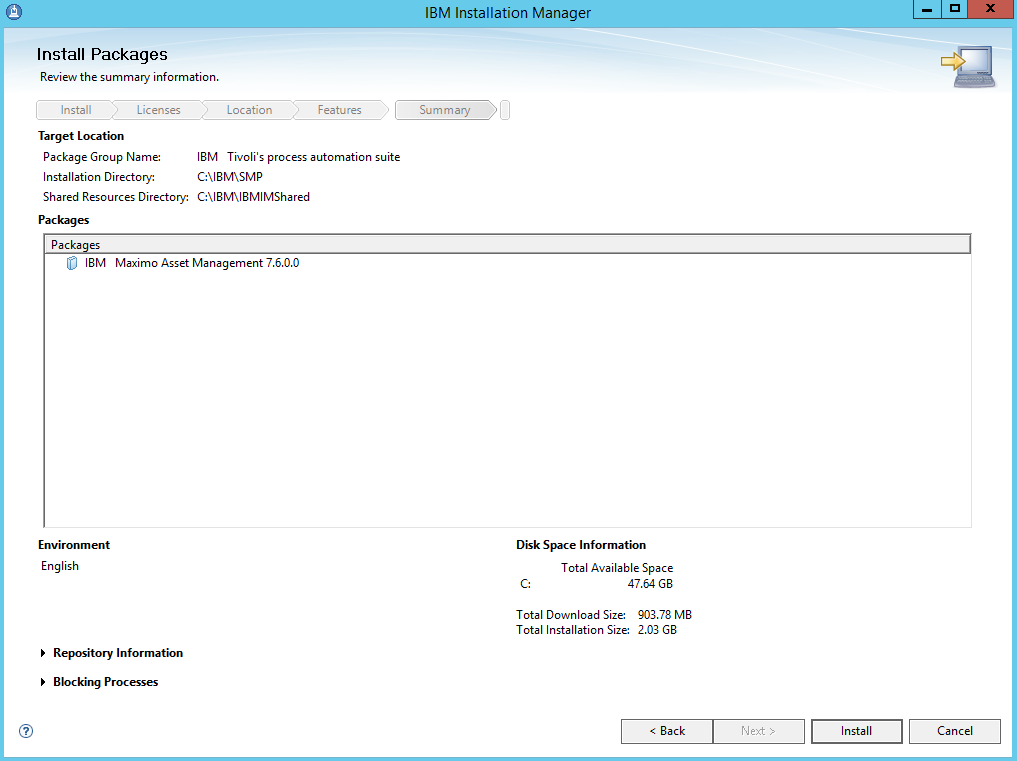 IBM Installation Manager
Install Packages
Review the summary information.
Install Licenses Location Features Summary
Target Location
Package Group Name: IBM Tivoli's process automation suite
Installation Directory: C:\IBM\SMP
Shared Resources Directory: C:\IBM\IBMIMShared
Packages
Packages
IBM Maximo Asset Management 7.6.0.0
Environment
English
Disk Space Information
Total Available Space
C: 47.64 GB
Total Download Size: 903.78 MB
Total Installation Size: 2.03 GB
Repository Information
Blocking Processes
? < Back Next > Install Cancel